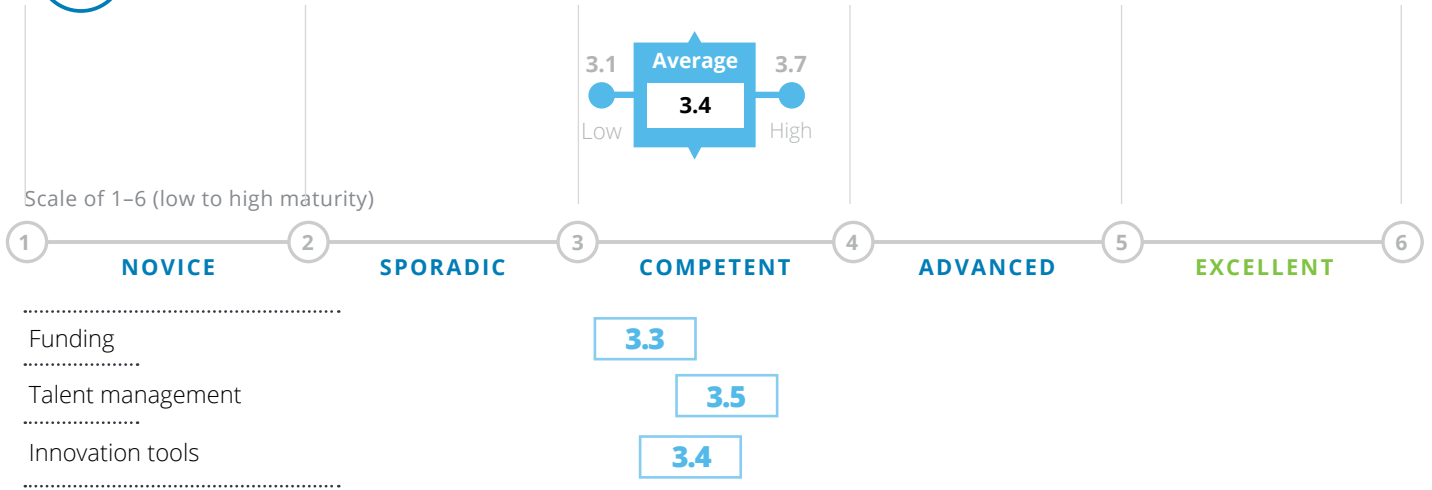 Average
3.1
3.7
3.4
Low
High
Scale of 1–6 (low to high maturity)
1 2 3 4 5 6
NOVICE SPORADIC COMPETENT ADVANCED EXCELLENT
Funding 3.3
Talent management 3.5
Innovation tools 3.4